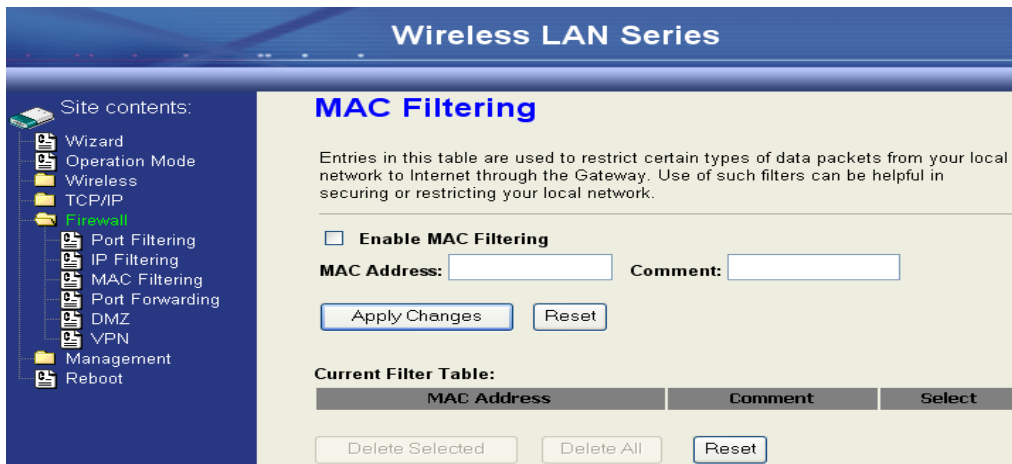 Wireless LAN Series
Site contents:
Wizard
Operation Mode
Wireless
TCP/IP
Firewall
Port Filtering
IP Filtering
MAC Filtering
Port Forwarding
DMZ
VPN
Management
Reboot
MAC Filtering
Entries in this table are used to restrict certain types of data packets from your local
network to Internet through the Gateway. Use of such filters can be helpful in
securing or restricting your local network.
Enable MAC Filtering
MAC Address: Comment:
Apply Changes Reset
Current Filter Table:
MAC Address Comment Select
Delete Selected Delete All Reset